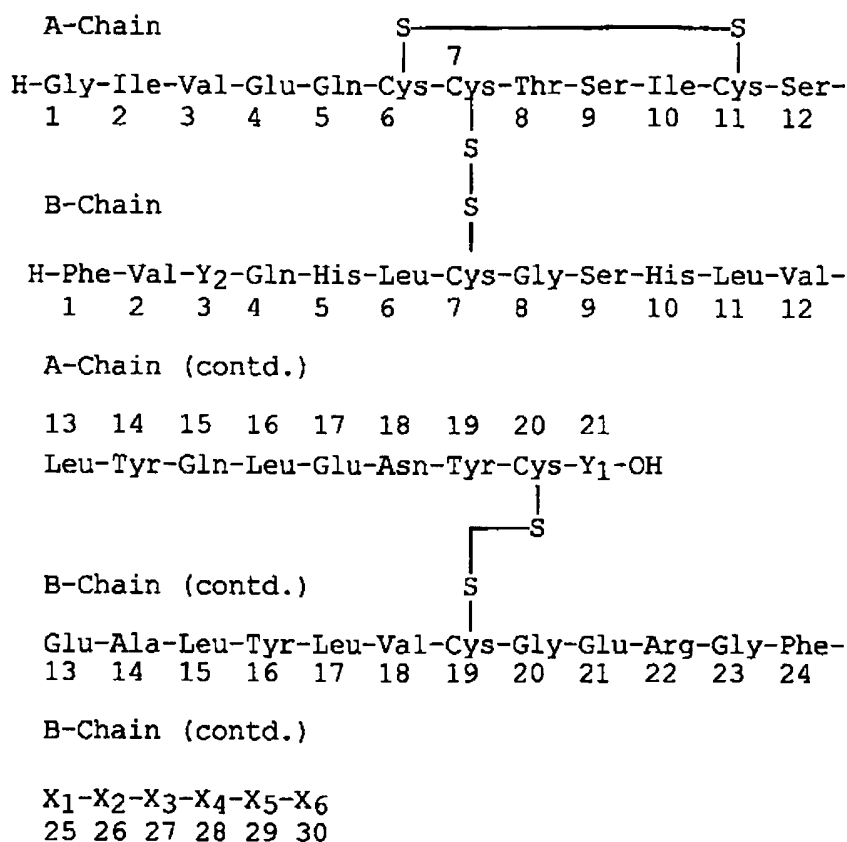 A-Chain
S S
7
H-Gly-Ile-Val-Glu-Gln-Cys-Cys-Thr-Ser-Ile-Cys-Ser-
1 2 3 4 5 6 8 9 10 11 12
S
S
B-Chain
H-Phe-Val-Y2-Gln-His-Leu-Cys-Gly-Ser-His-Leu-Val-
1 2 3 4 5 6 7 8 9 10 11 12
A-Chain (contd.)
13 14 15 16 17 18 19 20 21
Leu-Tyr-Gln-Leu-Glu-Asn-Tyr-Cys-Y1-OH
S
S
B-Chain (contd.)
Glu-Ala-Leu-Tyr-Leu-Val-Cys-Gly-Glu-Arg-Gly-Phe-
13 14 15 16 17 18 19 20 21 22 23 24
B-Chain (contd.)
X1-X2-X3-X4-X5-X6
25 26 27 28 29 30